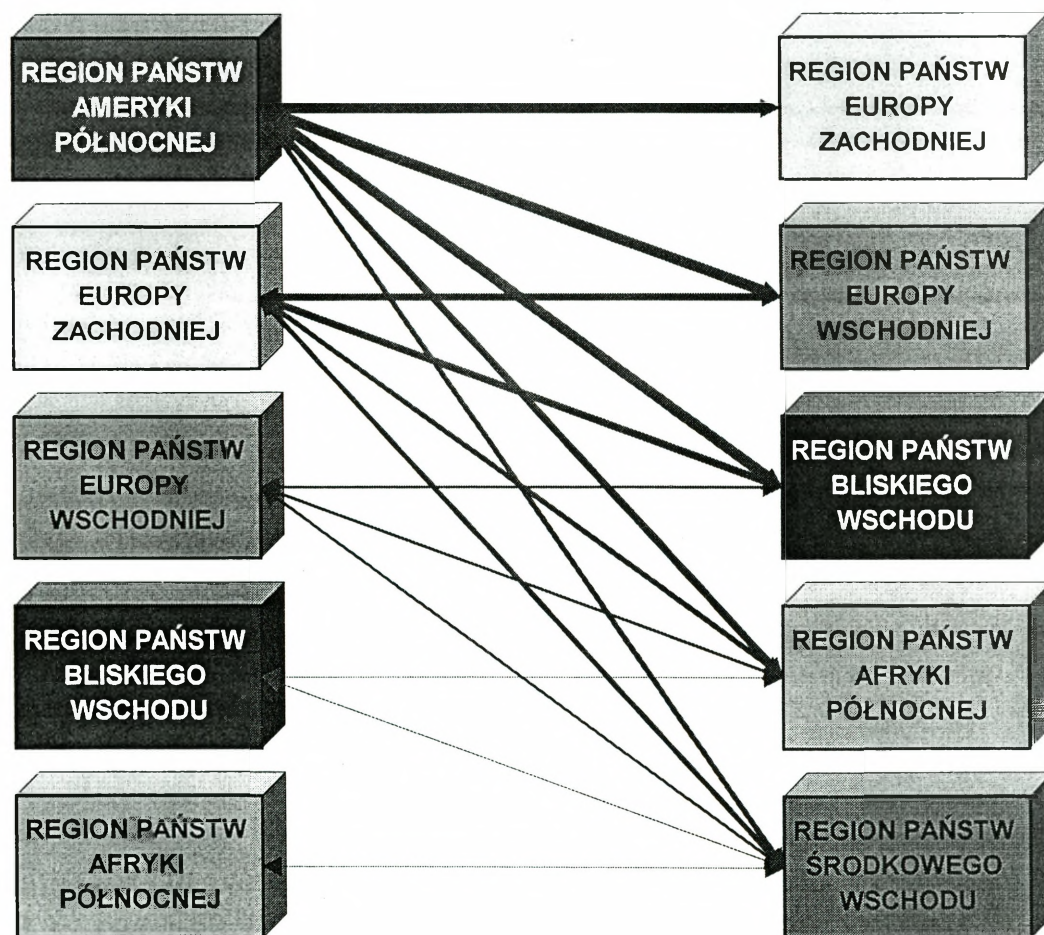 REGION PAŃSTW
AMERYKI
PÓŁNOCNEJ
REGION PAŃSTW
EUROPY
ZACHODNIEJ
REGION PAŃSTW
EUROPY
WSCHODNIEJ
REGION PAŃSTW
BLISKIEGO
WSCHODU
REGION PAŃSTW
AFRYKI
PÓŁNOCNEJ
REGION PAŃSTW
EUROPY
ZACHODNIEJ
REGION PAŃSTW
EUROPY
WSCHODNIEJ
REGION PAŃSTW
BLISKIEGO
WSCHODU
REGION PAŃSTW
AFRYKI
PÓŁNOCNEJ
REGION PAŃSTW
ŚRODKOWEGO
WSCHODU